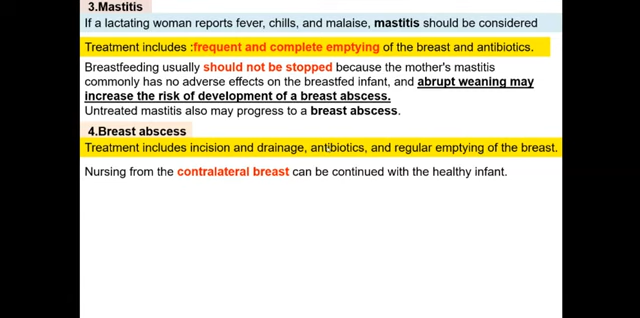 3.Mastitis
If a lactating woman reports fever, chills, and malaise, mastitis should be considered
Treatment includes :frequent and complete emptying of the breast and antibiotics.
Breastfeeding usually should not be stopped because the mother's mastitis
commonly has no adverse effects on the breastfed infant, and abrupt weaning may
increase the risk of development of a breast abscess.
Untreated mastitis also may progress to a breast abscess.
4.Breast abscess
Treatment includes incision and drainage, antibiotics, and regular emptying of the breast.
Nursing from the contralateral breast can be continued with the healthy infant.